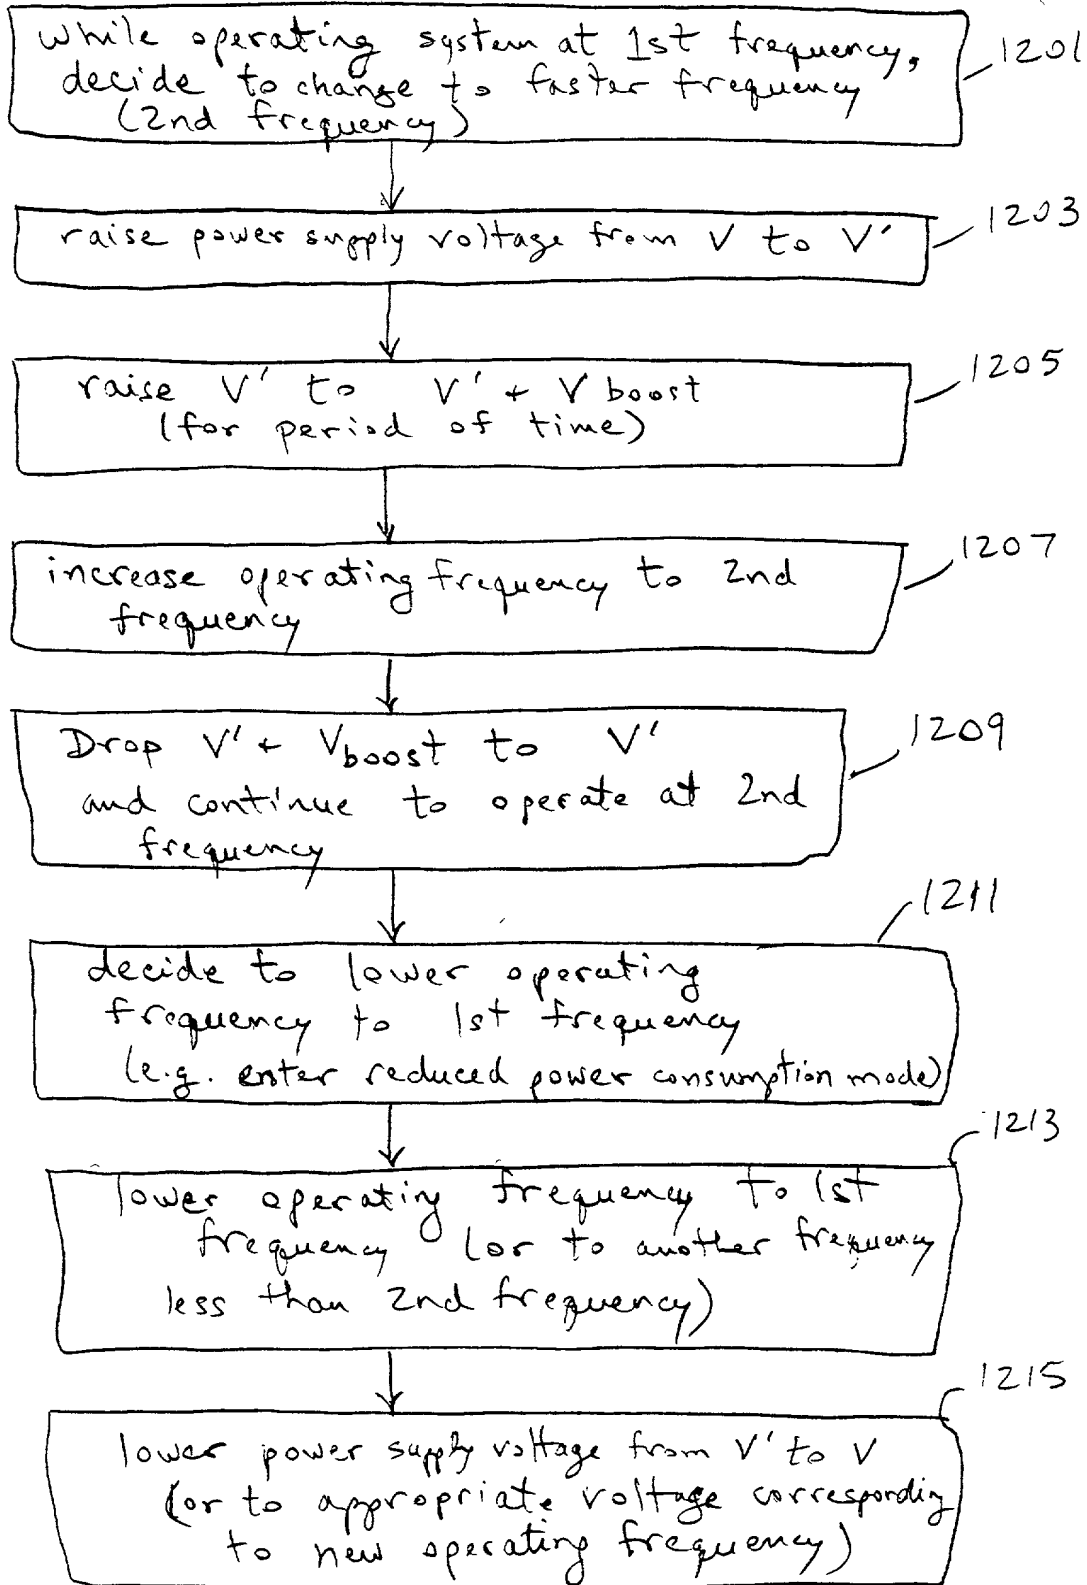 while operating system at 1st frequency,
decide to change to faster frequency
(2nd frequency)
1201
raise power supply voltage from V to V'
1203
raise V' to V' + V boost
(for period of time)
1205
increase operating frequency to 2nd
frequency
1207
Drop V' + Vboost to V'
and continue to operate at 2nd
frequency
1209
decide to lower operating
frequency to 1st frequency
(e.g. enter reduced power consumption mode)
1211
lower operating frequency to 1st
frequency (or to another frequency
less than 2nd frequency)
1213
lower power supply voltage from V' to V
(or to appropriate voltage corresponding
to new operating frequency)
1215